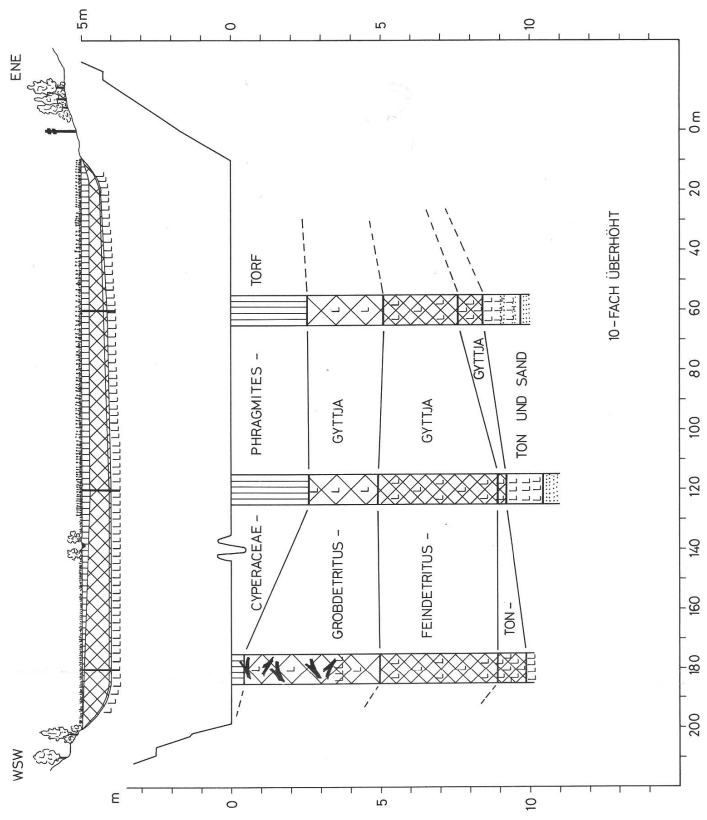 WSW
ENE
m
5 m
0
5
10
0
5
10
CYPERACEAE – PHRAGMITES – TORF
GROBDETRITUS – GYTTJA
FEINDETRITUS – GYTTJA
TON – GYTTJA
TON UND SAND
200 180 160 140 120 100 80 60 40 20 0 m
10-FACH ÜBERHÖHT